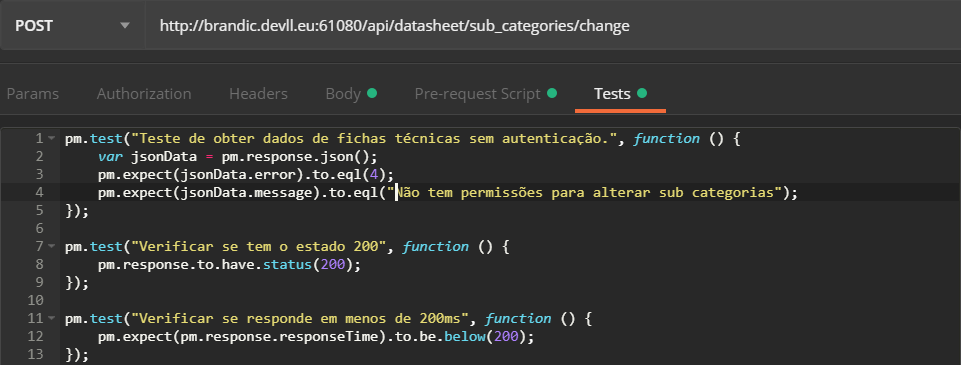 POST http://brandic.devll.eu:61080/api/datasheet/sub_categories/change
Params Authorization Headers Body Pre-request Script Tests
1 pm.test("Teste de obter dados de fichas técnicas sem autenticação.", function () {
2 var jsonData = pm.response.json();
3 pm.expect(jsonData.error).to.eql(4);
4 pm.expect(jsonData.message).to.eql("Não tem permissões para alterar sub categorias");
5 });
6
7 pm.test("Verificar se tem o estado 200", function () {
8 pm.response.to.have.status(200);
9 });
10
11 pm.test("Verificar se responde em menos de 200ms", function () {
12 pm.expect(pm.response.responseTime).to.be.below(200);
13 });